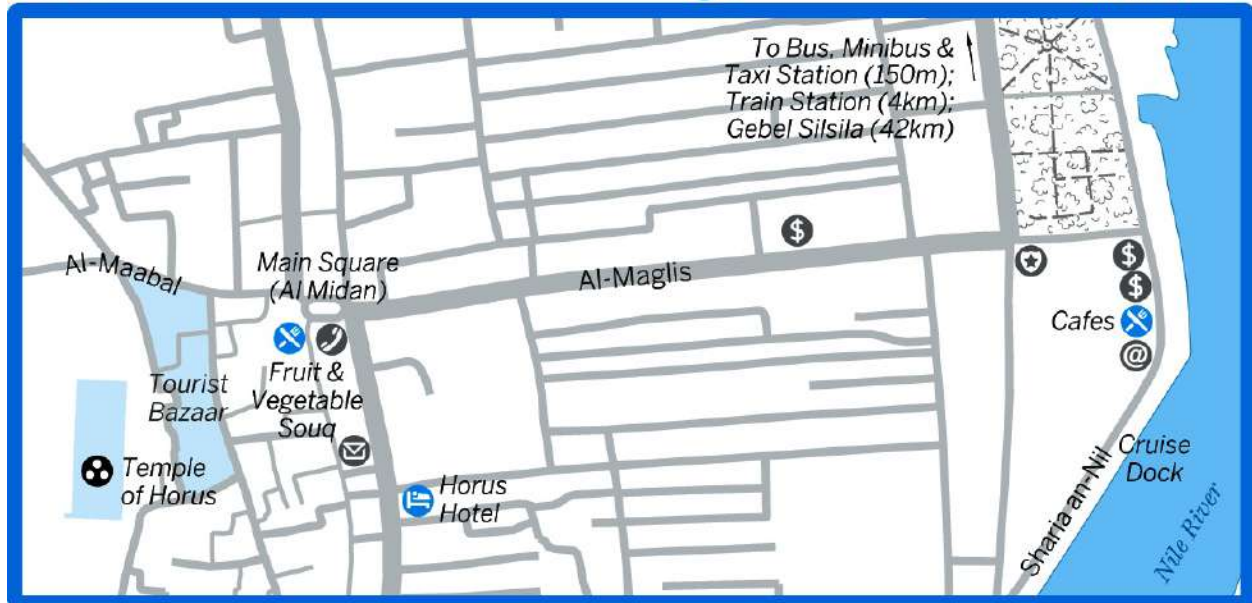 To Bus, Minibus &
Taxi Station (150m);
Train Station (4km);
Gebel Silsila (42km)
Al-Maabal
Main Square
(Al Midan)
Al-Maglis
$
$
$
Cafes
@
Fruit &
Vegetable
Souq
Tourist
Bazaar
Temple
of Horus
Horus
Hotel
Cruise
Dock
Sharia an-Nil
Nile River